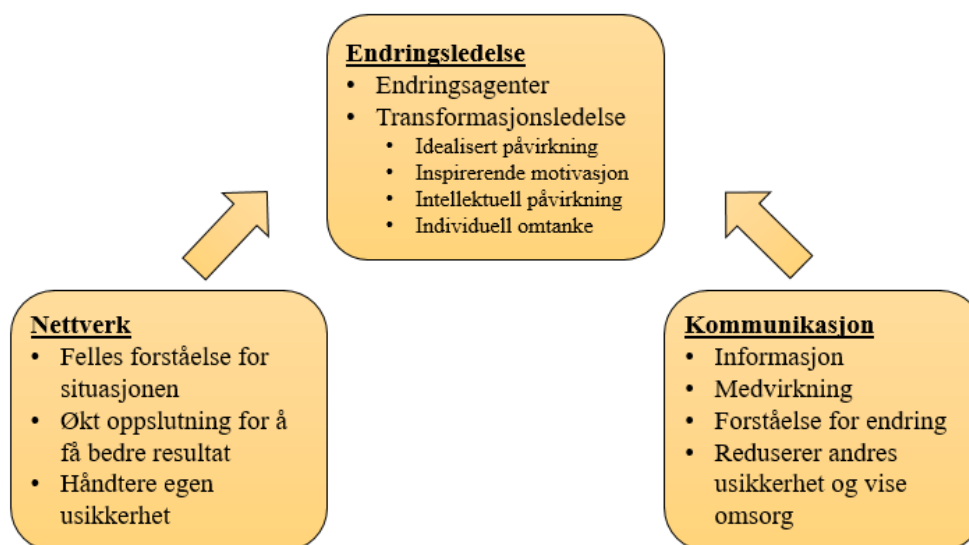 Endringsledelse
• Endringsagenter
• Transformasjonsledelse
• Idealisert påvirkning
• Inspirerende motivasjon
• Intellektuell påvirkning
• Individuell omtanke
Nettverk
• Felles forståelse for
situasjonen
• Økt oppslutning for å
få bedre resultat
• Håndtere egen
usikkerhet
Kommunikasjon
• Informasjon
• Medvirkning
• Forståelse for endring
• Reduserer andres
usikkerhet og vise
omsorg